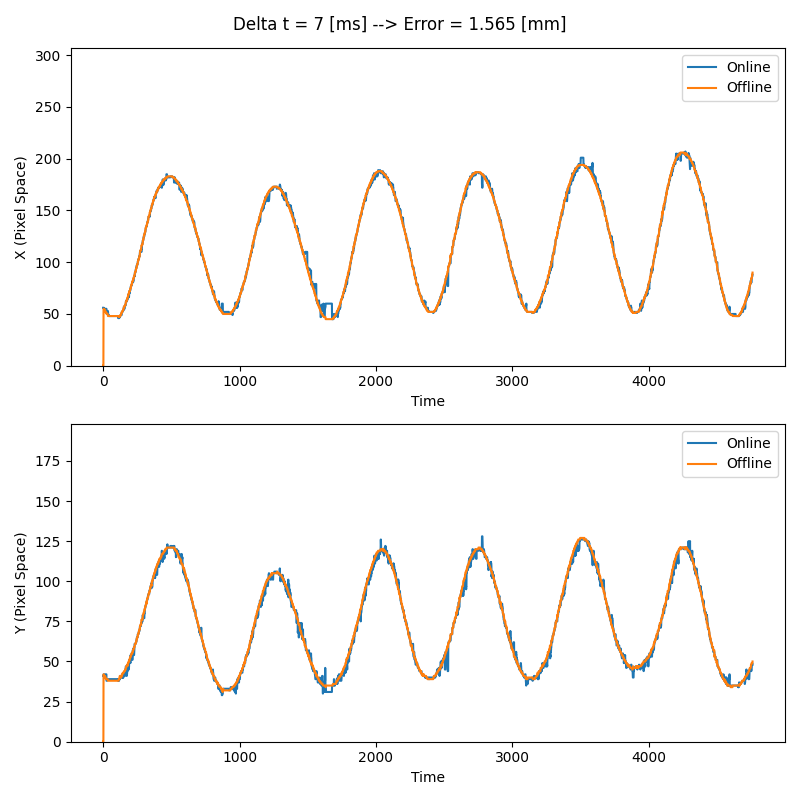 Delta t = 7 [ms] --> Error = 1.565 [mm]
300
250
200
150
100
50
0
X (Pixel Space)
Online
Offline
0 1000 2000 3000 4000
Time
175
150
125
100
75
50
25
0
Y (Pixel Space)
Online
Offline
0 1000 2000 3000 4000
Time